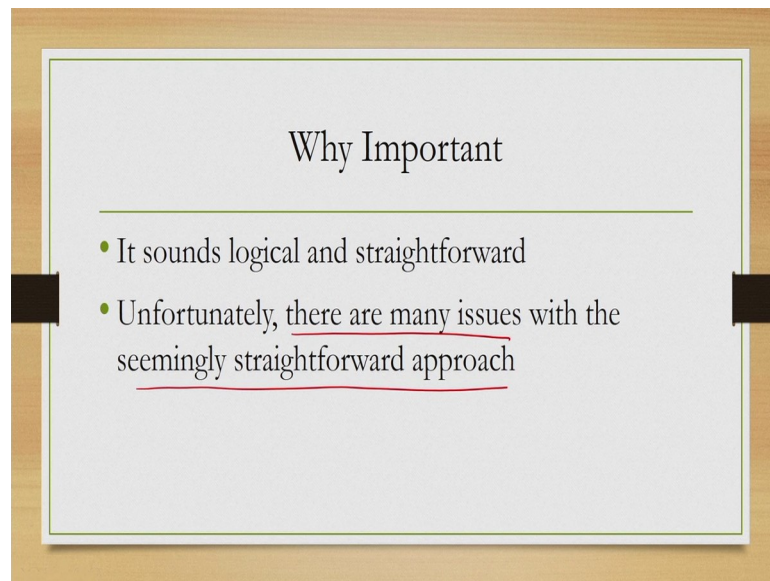 Why Important
• It sounds logical and straightforward
• Unfortunately, there are many issues with the
seemingly straightforward approach